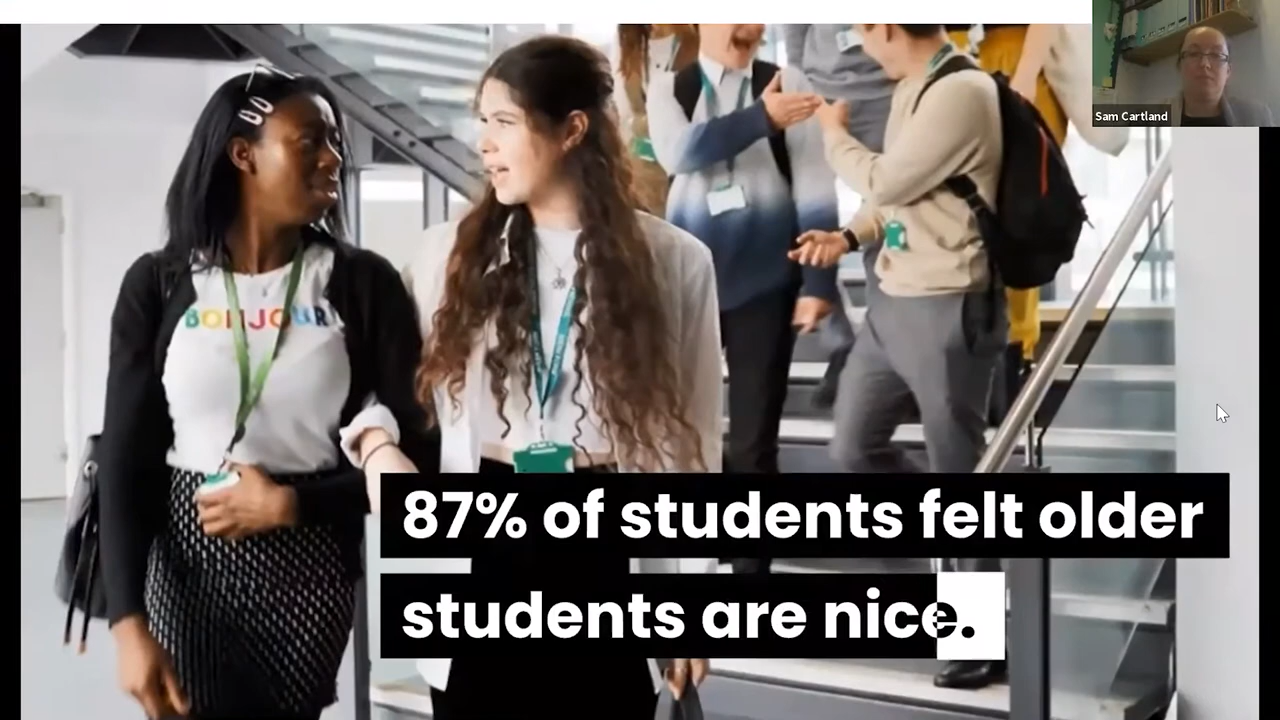 Sam Cartland
BONJOUR
87% of students felt older
students are nice.